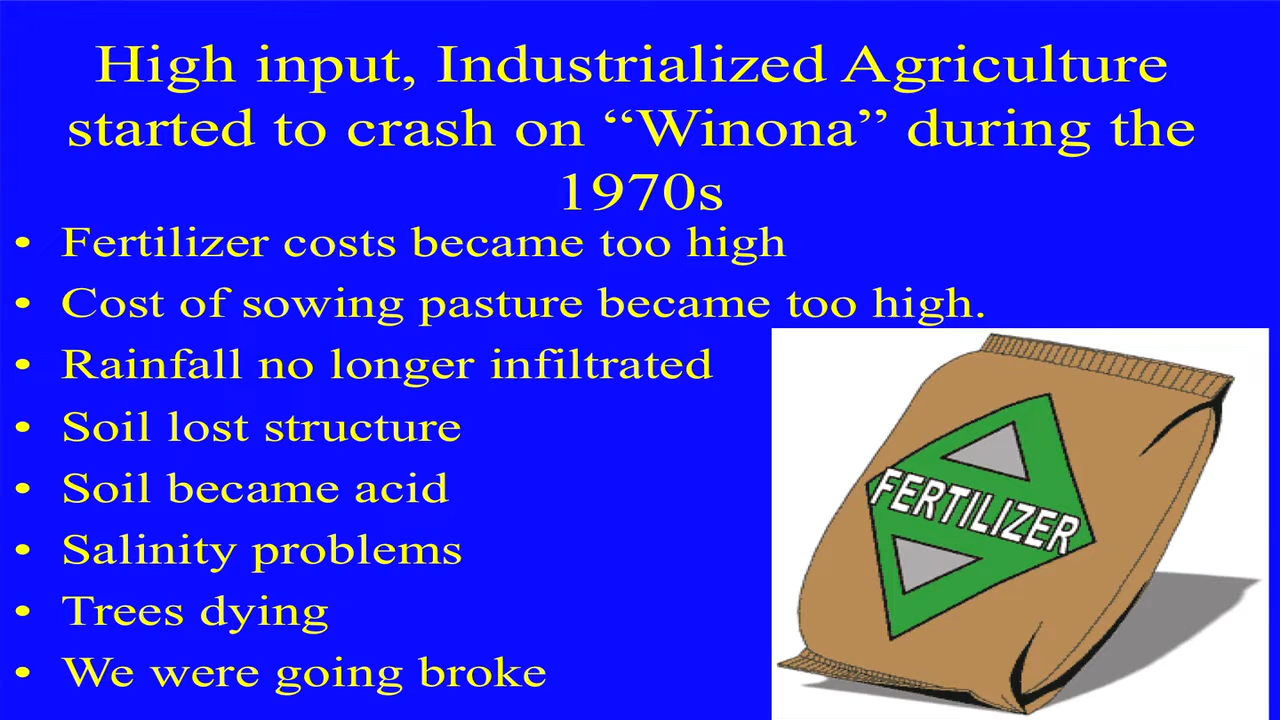 High input, Industrialized Agriculture
started to crash on “Winona” during the
1970s
• Fertilizer costs became too high
• Cost of sowing pasture became too high.
• Rainfall no longer infiltrated
• Soil lost structure
• Soil became acid
• Salinity problems
• Trees dying
• We were going broke
FERTILIZER